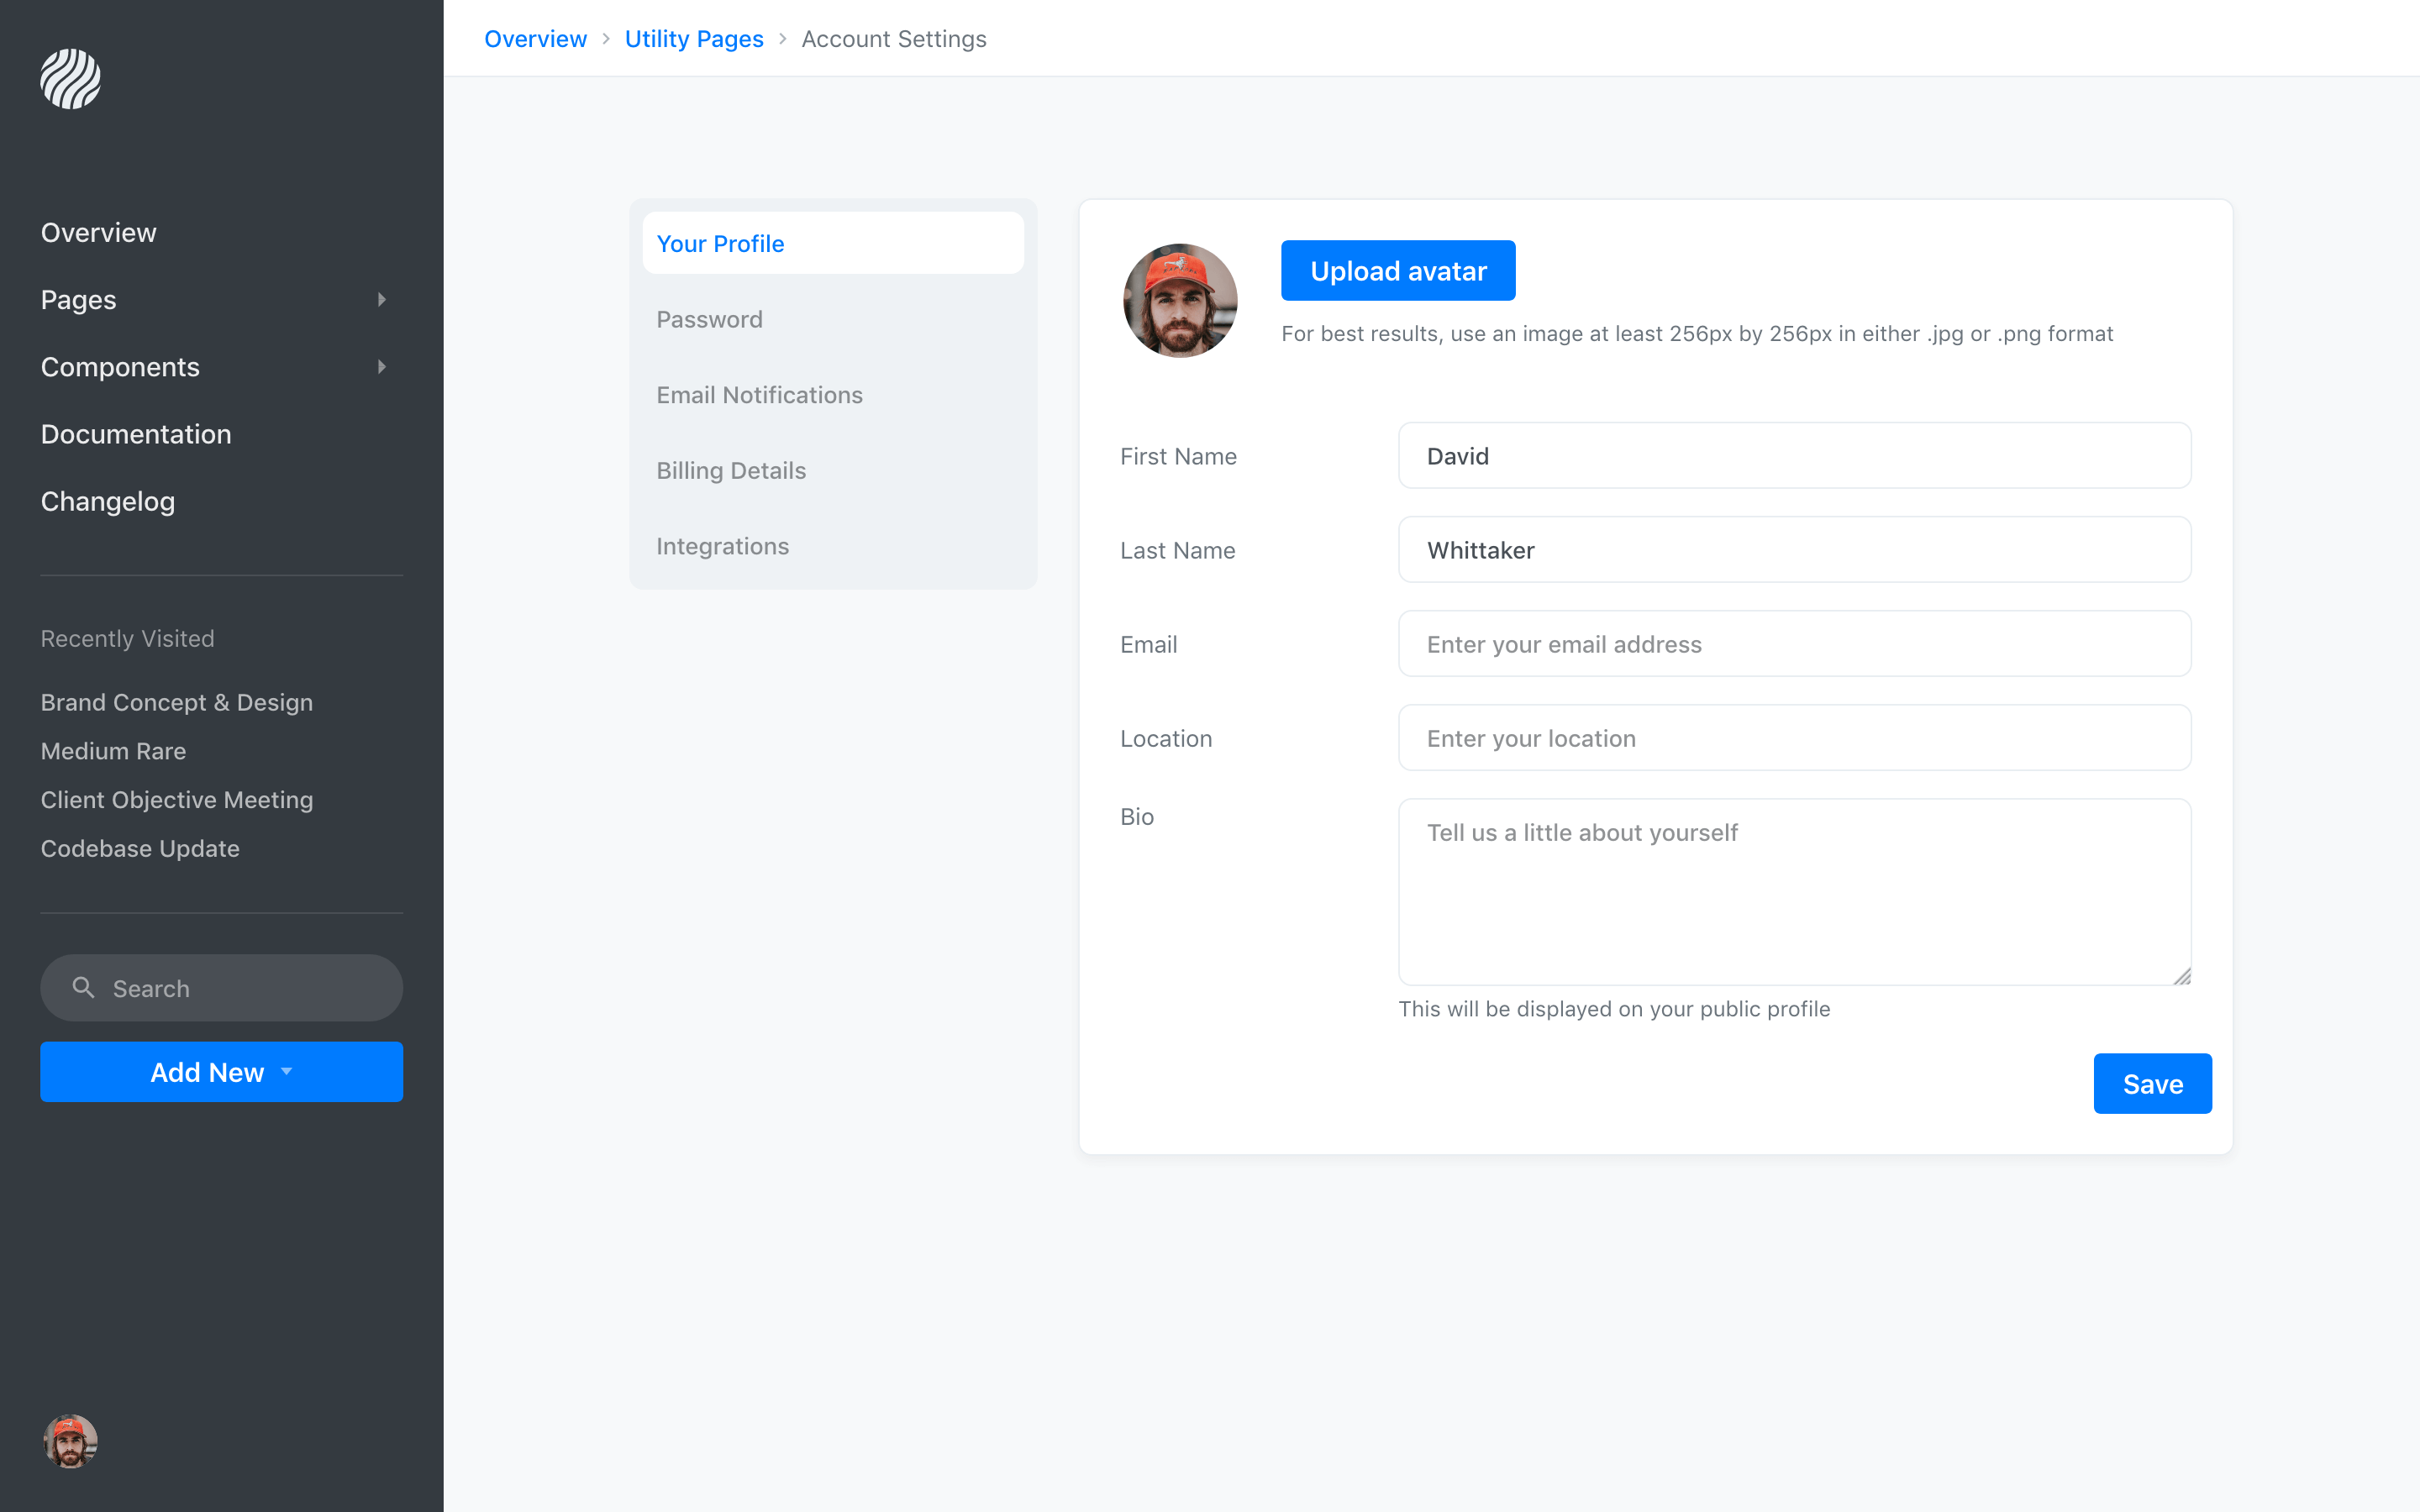 Overview
Pages
Components
Documentation
Changelog
Recently Visited
Brand Concept & Design
Medium Rare
Client Objective Meeting
Codebase Update
Search
Add New
Overview > Utility Pages > Account Settings
Your Profile
Password
Email Notifications
Billing Details
Integrations
Upload avatar
For best results, use an image at least 256px by 256px in either .jpg or .png format
First Name David
Last Name Whittaker
Email Enter your email address
Location Enter your location
Bio Tell us a little about yourself
This will be displayed on your public profile
Save